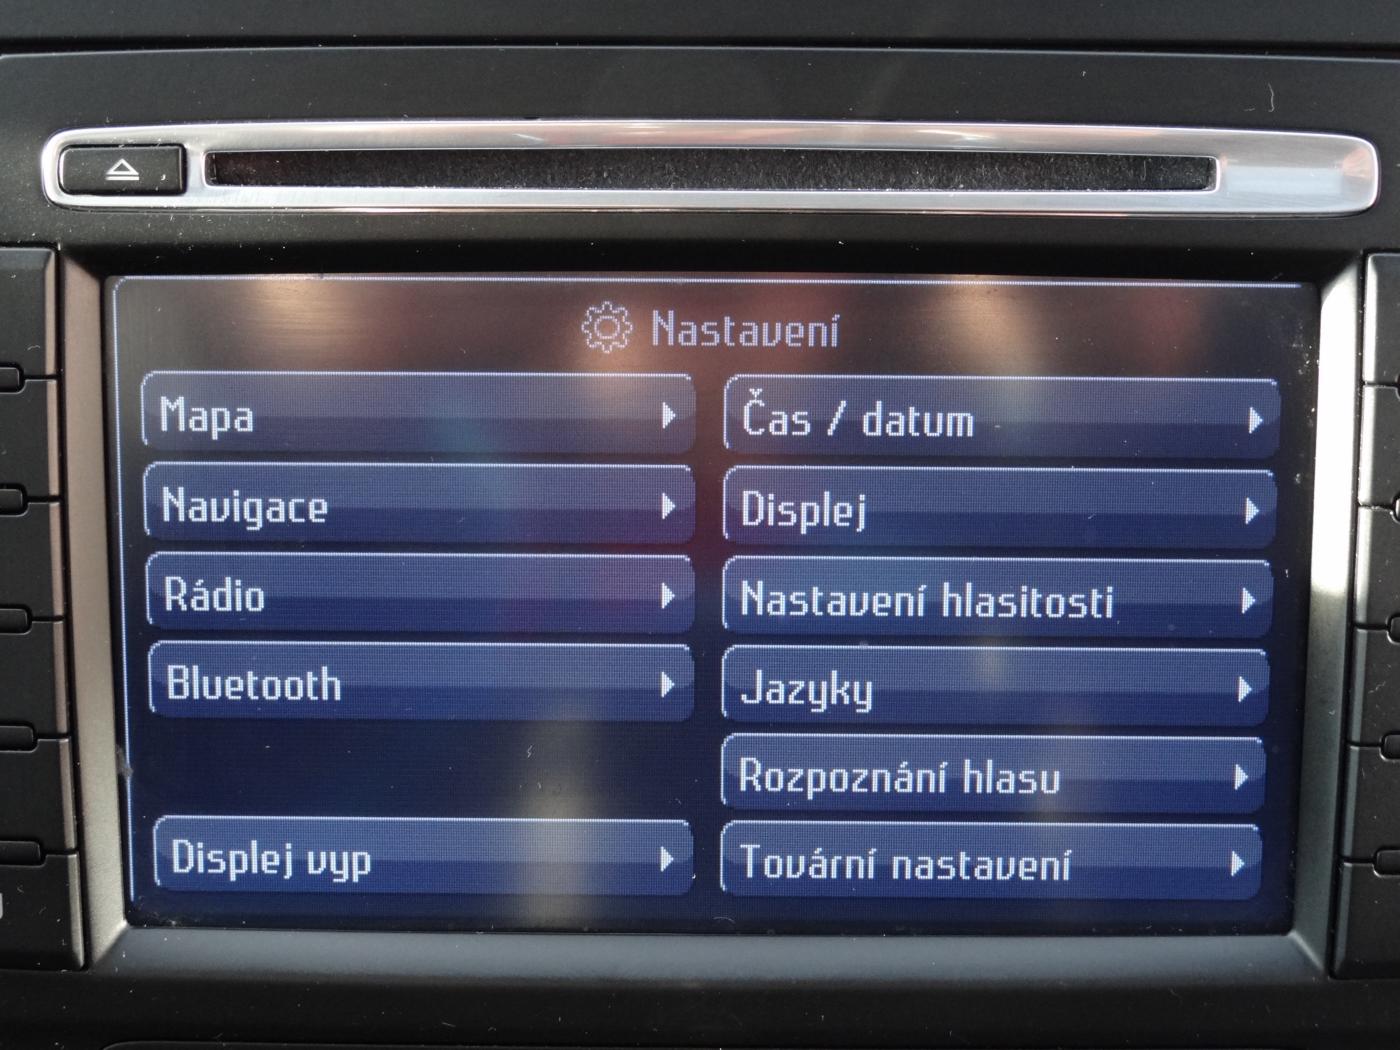 Nastavení
Mapa
Navigace
Rádio
Bluetooth
Displej vyp
Čas / datum
Displej
Nastavení hlasitosti
Jazyky
Rozpoznání hlasu
Tovární nastavení